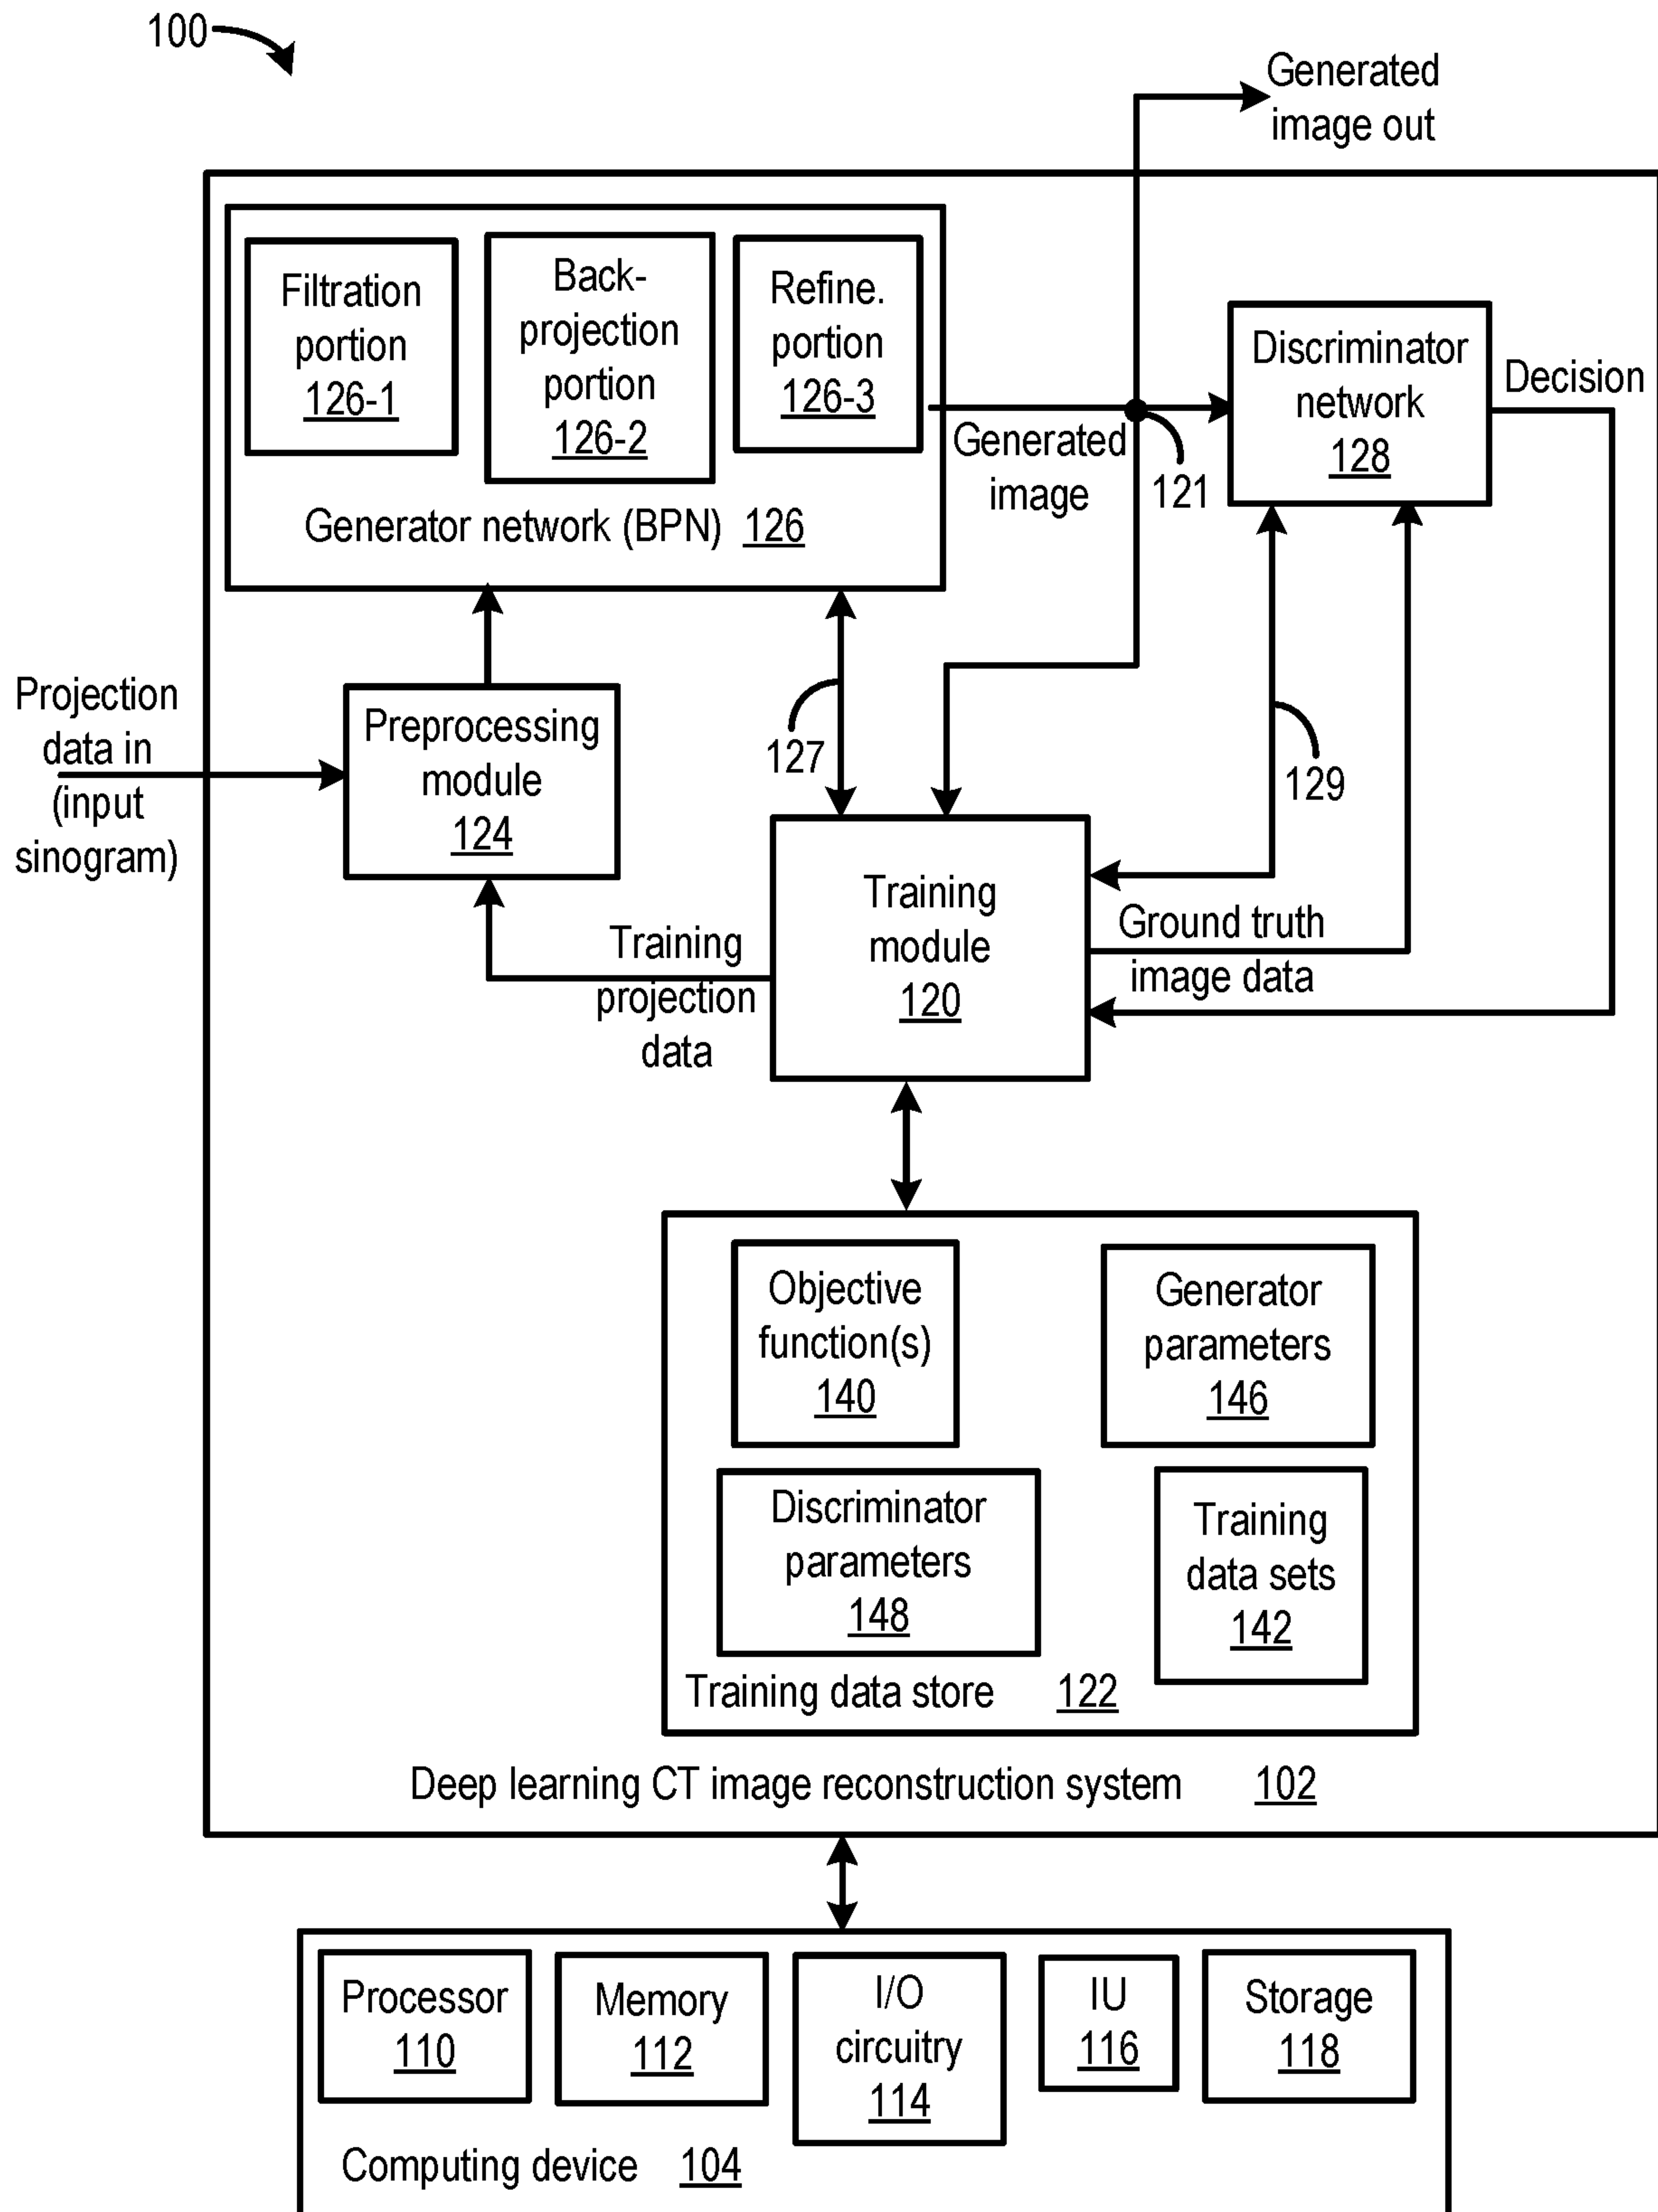 100
Generated
image out
Filtration
portion
126-1
Back-
projection
portion
126-2
Refine.
portion
126-3
Generator network (BPN) 126
Generated
image
121
Discriminator
network
128
Decision
Projection
data in
(input
sinogram)
Preprocessing
module
124
127
129
Training
projection
data
Training
module
120
Ground truth
image data
Objective
function(s)
140
Generator
parameters
146
Discriminator
parameters
148
Training
data sets
142
Training data store 122
Deep learning CT image reconstruction system 102
Processor
110
Memory
112
I/O
circuitry
114
IU
116
Storage
118
Computing device 104